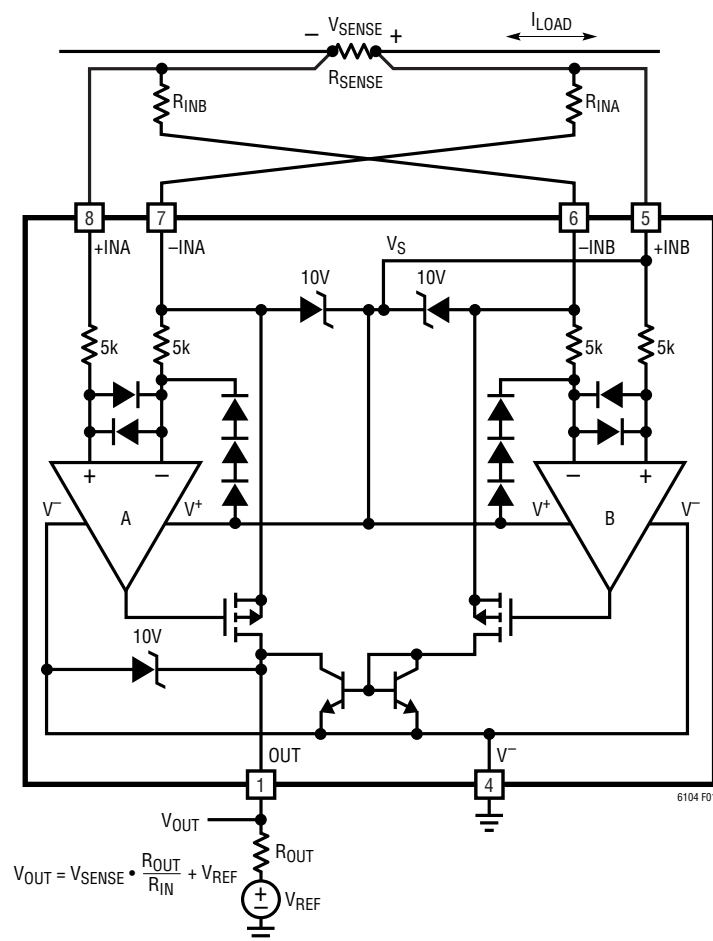 – VSENSE +
ILOAD
RSENSE
RINB
RINA
8
7
6
5
+INA
–INA
VS
–INB
+INB
10V
10V
5k
5k
5k
5k
+
–
–
+
V–
A
V+
V+
B
V–
10V
OUT
V–
1
4
6104 F01
VOUT
ROUT
VOUT = VSENSE • ROUT/RIN + VREF
+
–
VREF